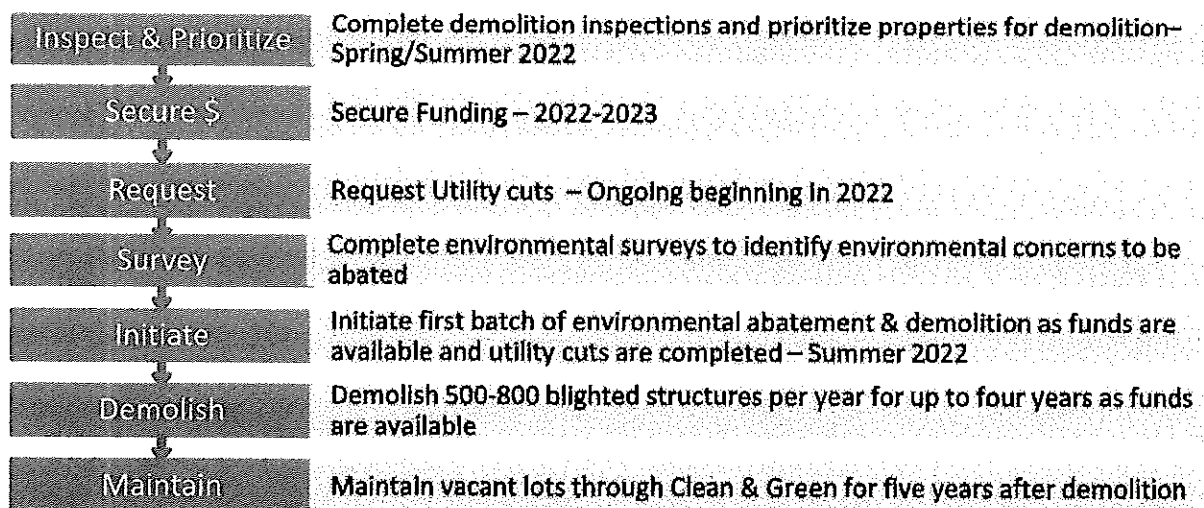 Inspect & Prioritize
Complete demolition inspections and prioritize properties for demolition–
Spring/Summer 2022
Secure $
Secure Funding – 2022-2023
Request
Request Utility cuts – Ongoing beginning in 2022
Survey
Complete environmental surveys to identify environmental concerns to be
abated
Initiate
Initiate first batch of environmental abatement & demolition as funds are
available and utility cuts are completed – Summer 2022
Demolish
Demolish 500-800 blighted structures per year for up to four years as funds
are available
Maintain
Maintain vacant lots through Clean & Green for five years after demolition